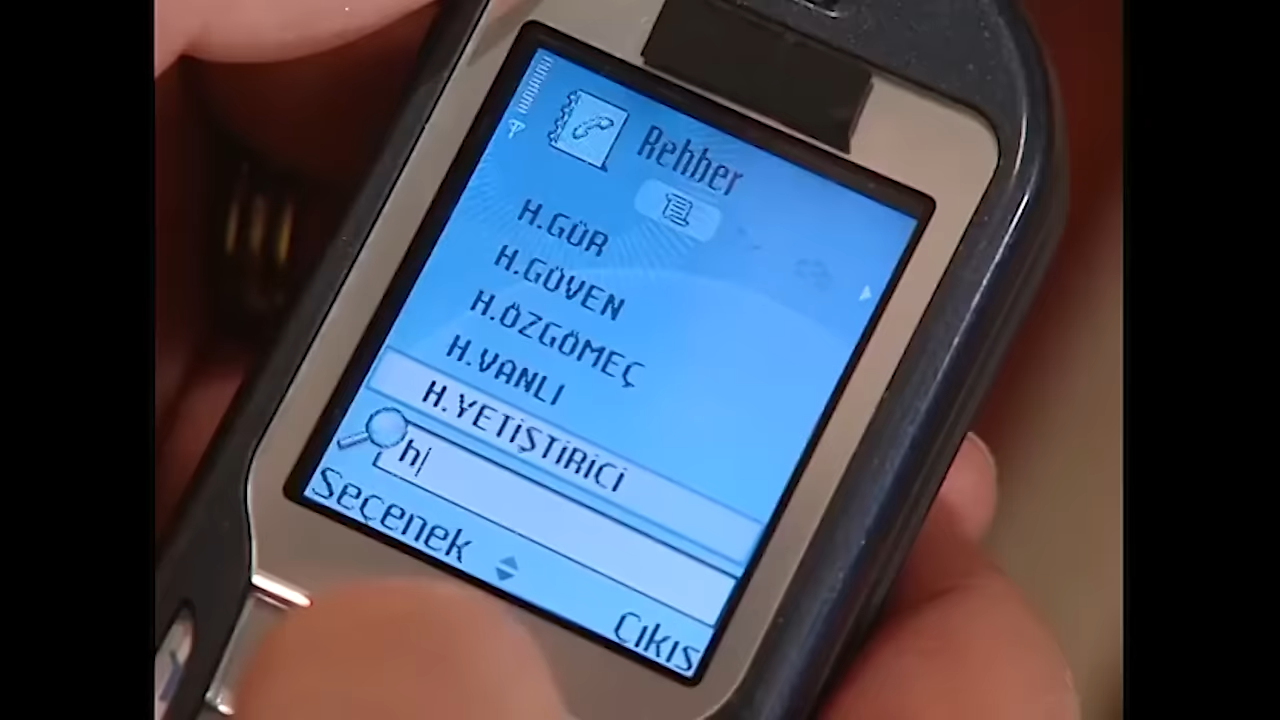 Rehber
H.GÜR
H.GÜVEN
H.ÖZGÖMEÇ
H.VANLI
H.YETİŞTİRİCİ
h
Seçenek
Çıkış